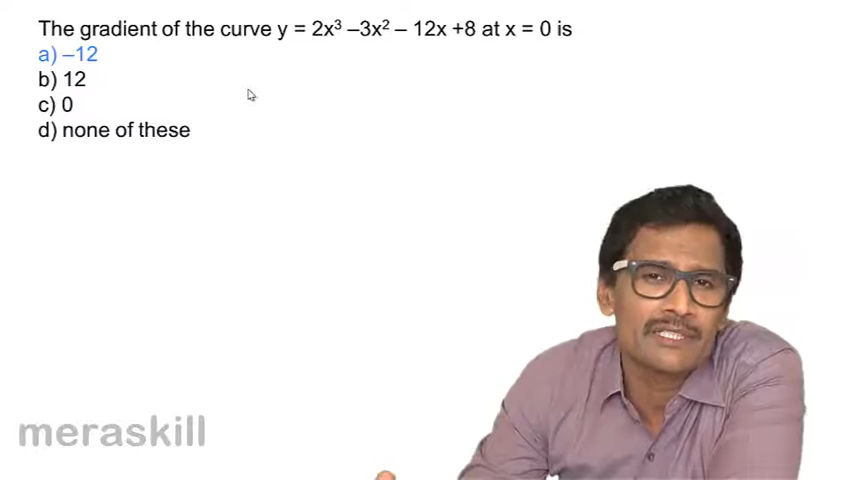 The gradient of the curve y = 2x³ –3x² – 12x +8 at x = 0 is
a) –12
b) 12
c) 0
d) none of these
meraskill